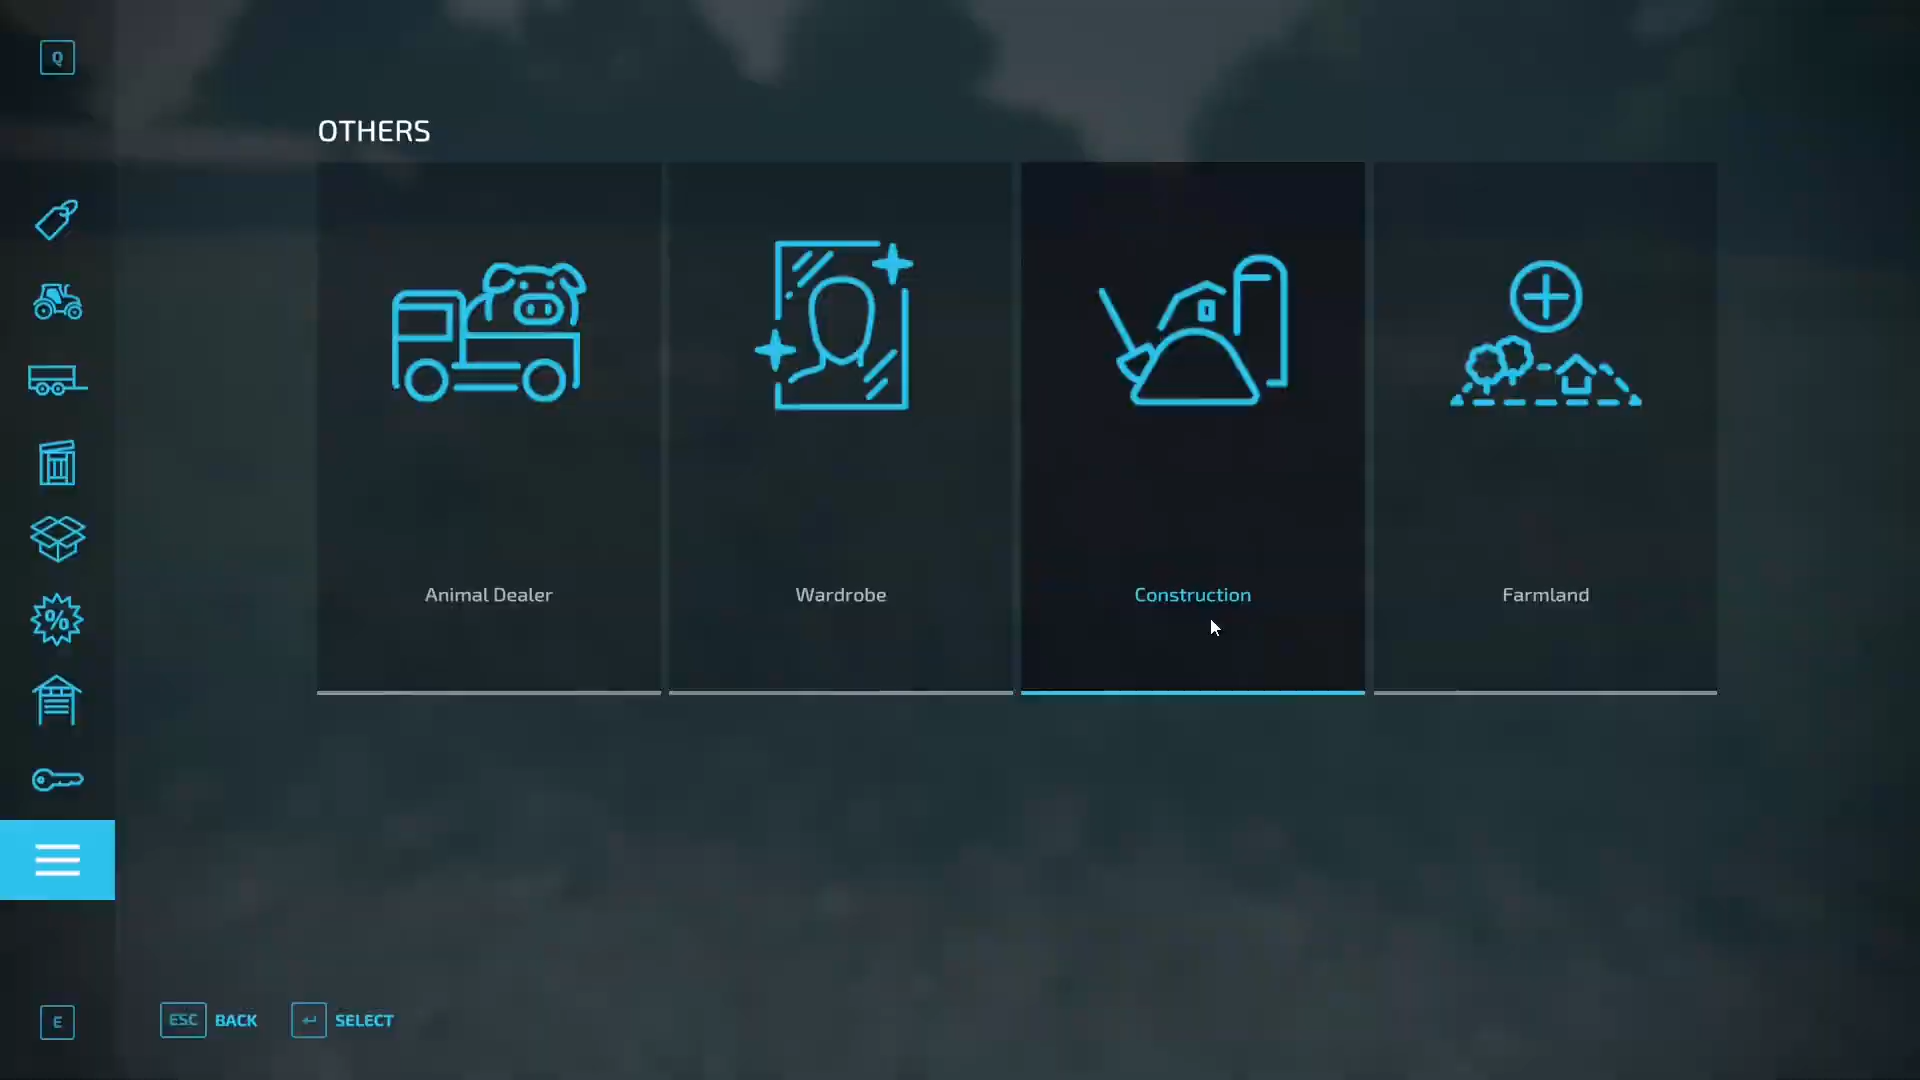 Q
OTHERS
Animal Dealer
Wardrobe
Construction
Farmland
%
E
ESC BACK ↵ SELECT